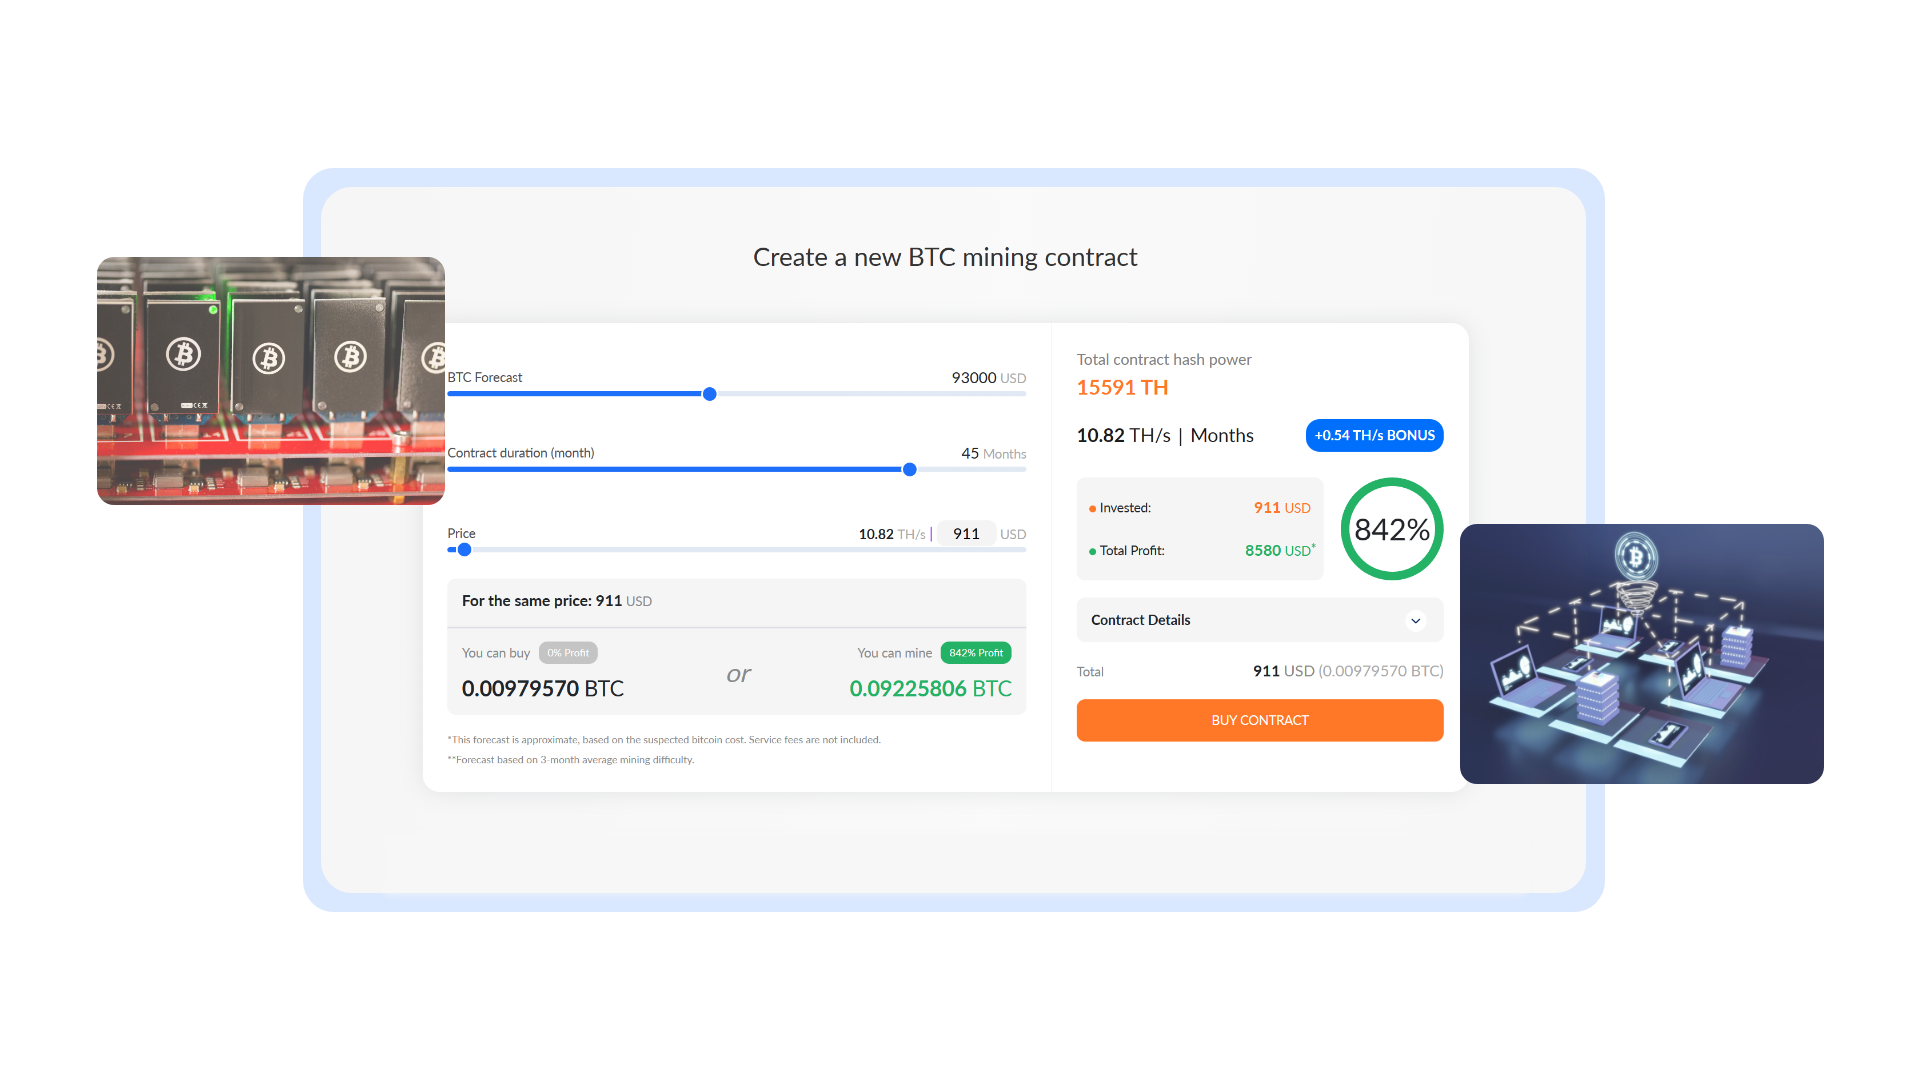 Create a new BTC mining contract
BTC Forecast 93000 USD
Contract duration (month) 45 Months
Price 10.82 TH/s | 911 USD
For the same price: 911 USD
You can buy 0% Profit
0.00979570 BTC
or
You can mine 842% Profit
0.09225806 BTC
*This forecast is approximate, based on the suspected bitcoin cost. Service fees are not included.
**Forecast based on 3-month average mining difficulty.
Total contract hash power
15591 TH
10.82 TH/s | Months +0.54 TH/s BONUS
Invested: 911 USD
Total Profit: 8580 USD*
842%
Contract Details
Total 911 USD (0.00979570 BTC)
BUY CONTRACT